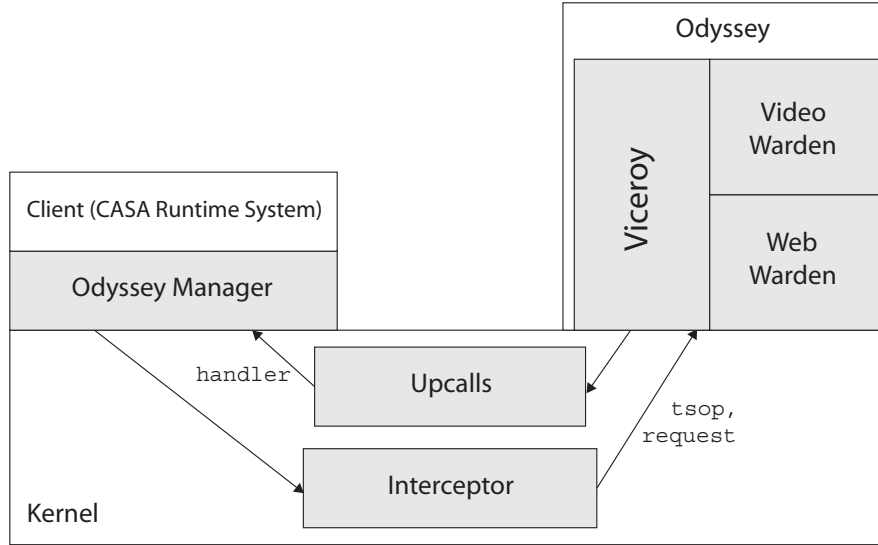 Odyssey
Viceroy
Video
Warden
Web
Warden
Client (CASA Runtime System)
Odyssey Manager
handler
Upcalls
tsop,
request
Interceptor
Kernel